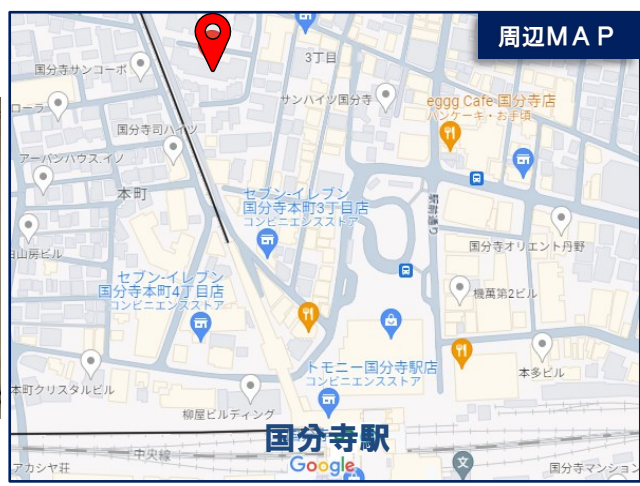 周辺MAP
3丁目
国分寺サンコーポ
サンハイツ国分寺
eggg Cafe 国分寺店
パンケーキ・お手頃
ローラ
国分寺司ハイツ
アーバンハウス.イノ
本町
セブン-イレブン
国分寺本町3丁目店
コンビニエンスストア
駅前通り
国分寺オリエント丹野
白山房ビル
セブン-イレブン
国分寺本町4丁目店
コンビニエンスストア
機萬第2ビル
トモニー国分寺駅店
コンビニエンスストア
本多ビル
本町クリスタルビル
柳屋ビルディング
国分寺駅
中央線
Google
アカシヤ荘
文
国分寺マンション